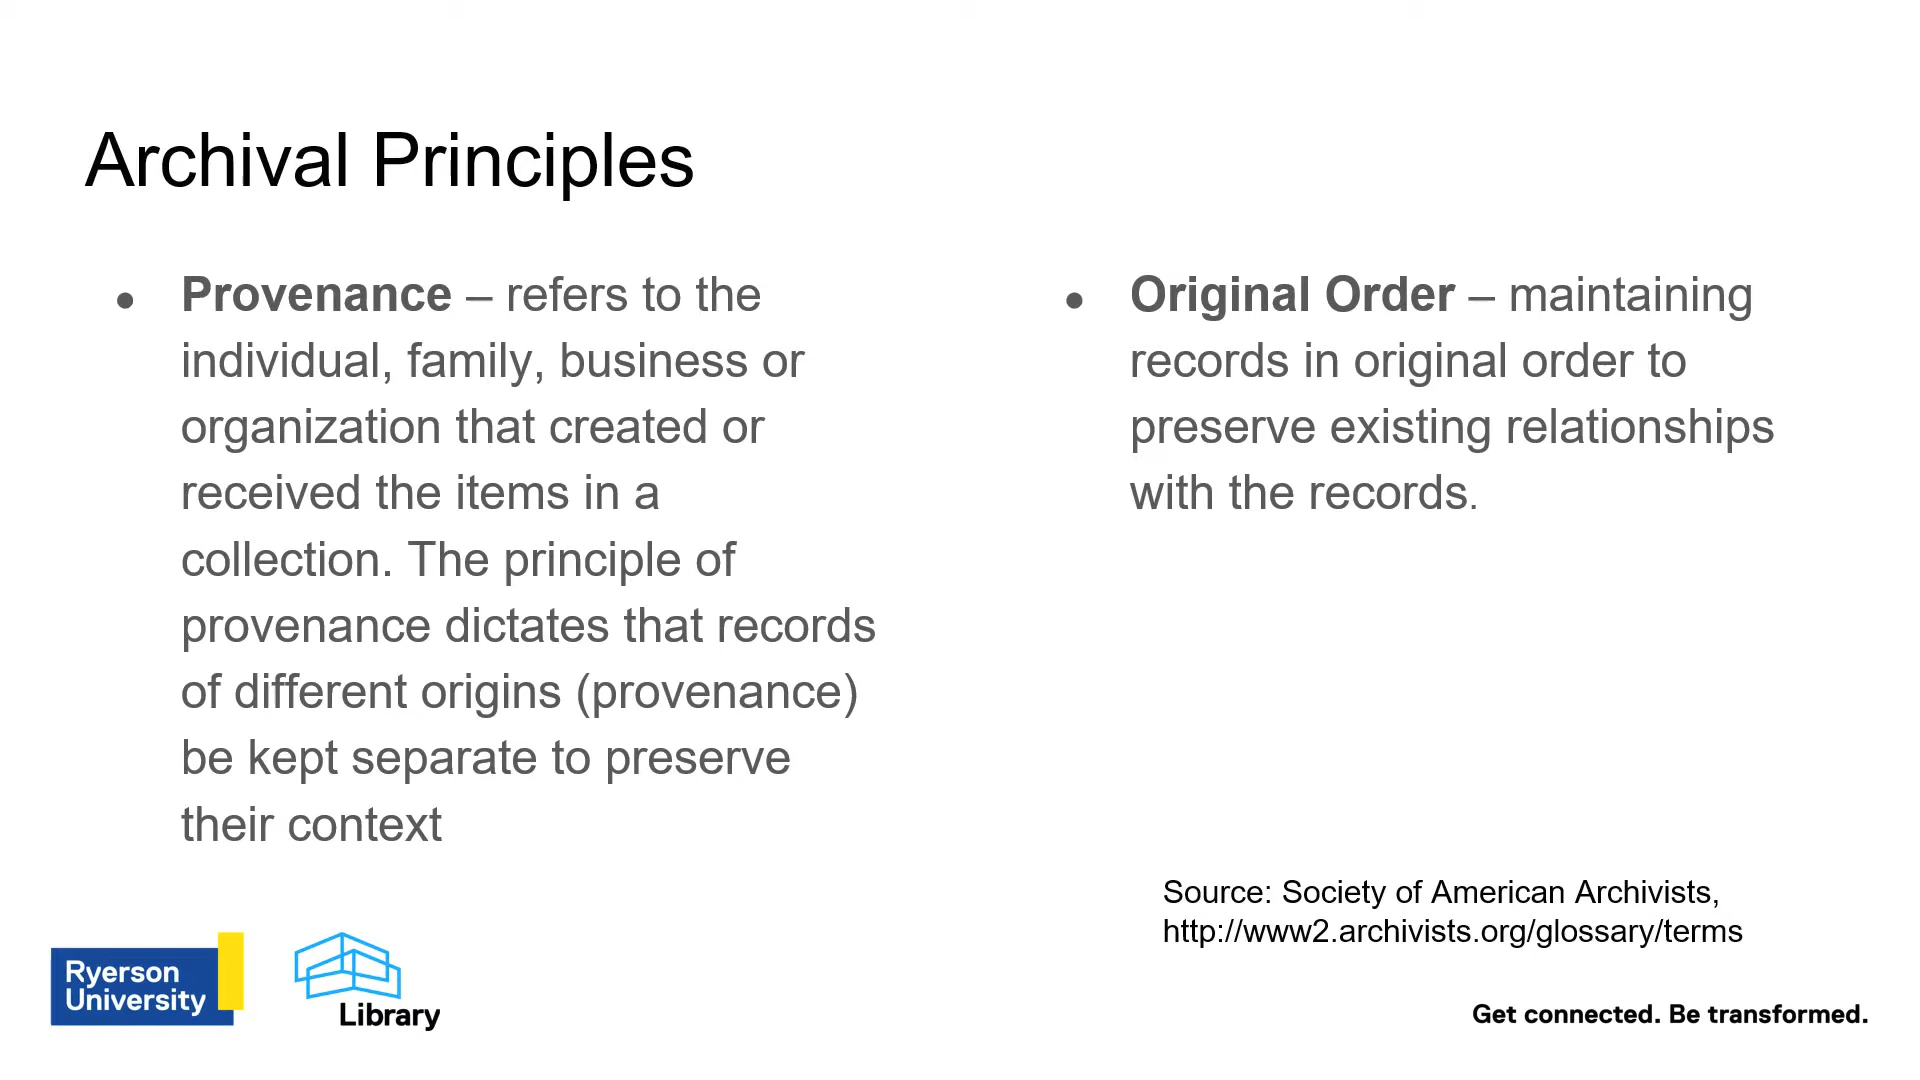 Archival Principles
● Provenance – refers to the
individual, family, business or
organization that created or
received the items in a
collection. The principle of
provenance dictates that records
of different origins (provenance)
be kept separate to preserve
their context
● Original Order – maintaining
records in original order to
preserve existing relationships
with the records.
Source: Society of American Archivists,
http://www2.archivists.org/glossary/terms
Ryerson
University
Library
Get connected. Be transformed.